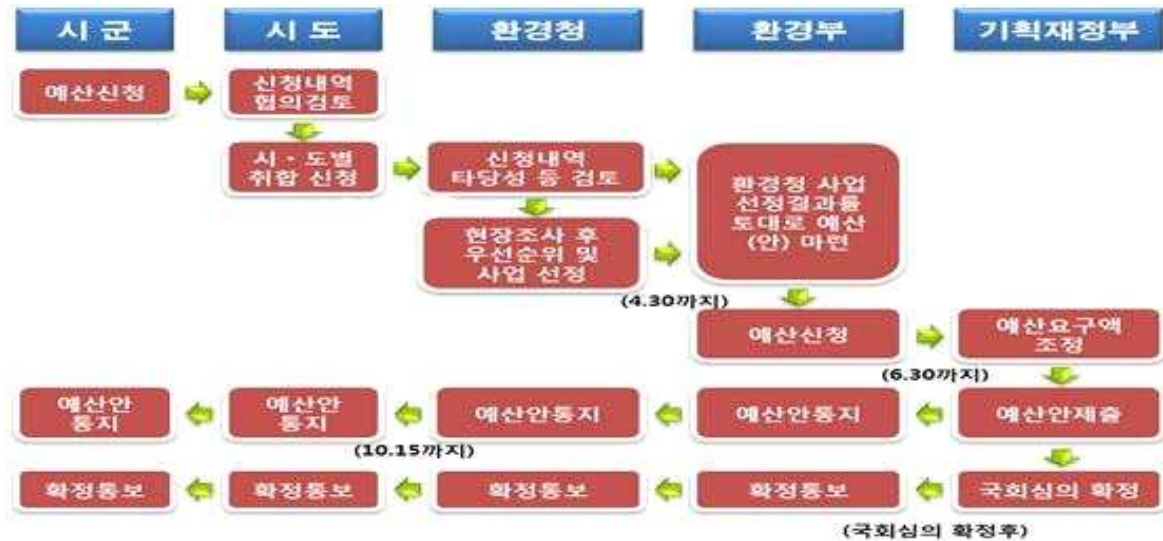 시 군
시 도
환경청
환경부
기획재정부
예산신청
신청내역
협의검토
시·도별
취합 신청
신청내역
타당성 등 검토
환경청 사업
선정결과를
토대로 예산
(안) 마련
현장조사 후
우선순위 및
사업 선정
(4.30까지)
예산신청
예산요구액
조정
(6.30까지)
예산안
통지
예산안
통지
예산안통지
예산안통지
예산안제출
(10.15까지)
확정통보
확정통보
확정통보
확정통보
국회심의 확정
(국회심의 확정후)